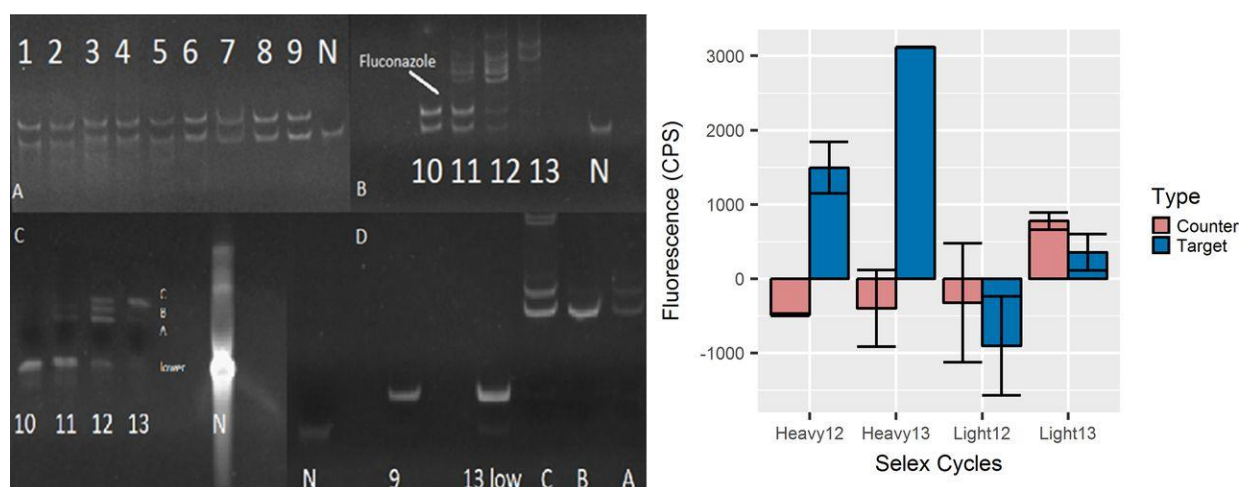 1 2 3 4 5 6 7 8 9 N
A
Fluconazole
10 11 12 13 N
B
C
C
B
A
lower
10 11 12 13 N
D
N 9 13 low C B A
3000
2000
1000
0
-1000
Fluorescence (CPS)
Heavy12 Heavy13 Light12 Light13
Selex Cycles
Type
Counter
Target